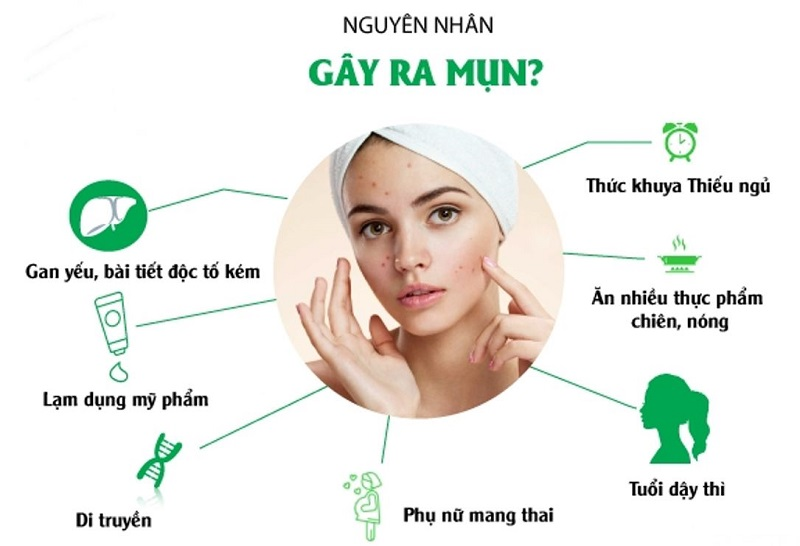 NGUYÊN NHÂN
GÂY RA MỤN?
Thức khuya Thiếu ngủ
Gan yếu, bài tiết độc tố kém
Ăn nhiều thực phẩm
chiên, nóng
Lạm dụng mỹ phẩm
Tuổi dậy thì
Di truyền
Phụ nữ mang thai